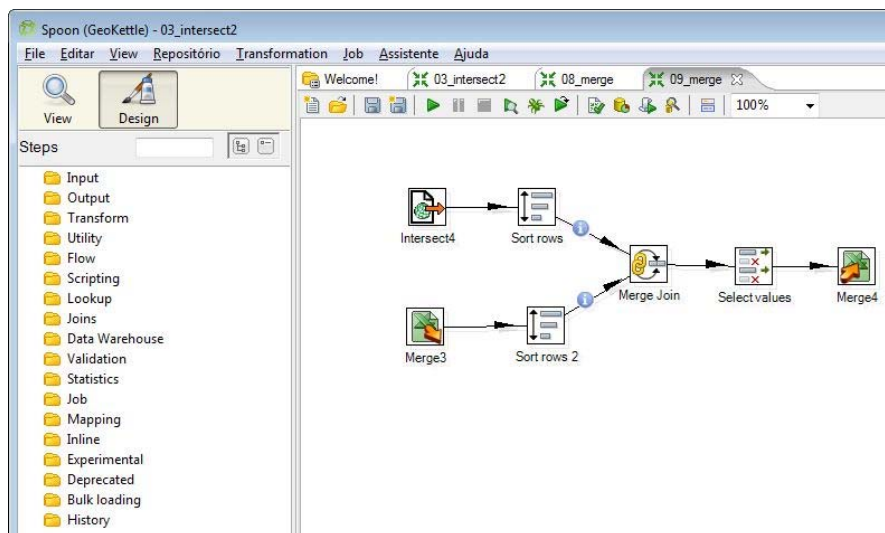 Spoon (GeoKettle) - 03_intersect2
File Editar View Repositório Transformation Job Assistente Ajuda
View Design
Steps
Input
Output
Transform
Utility
Flow
Scripting
Lookup
Joins
Data Warehouse
Validation
Statistics
Job
Mapping
Inline
Experimental
Deprecated
Bulk loading
History
Welcome! 03_intersect2 08_merge 09_merge
100%
Intersect4 Sort rows
Merge Join Select values Merge4
Merge3 Sort rows 2